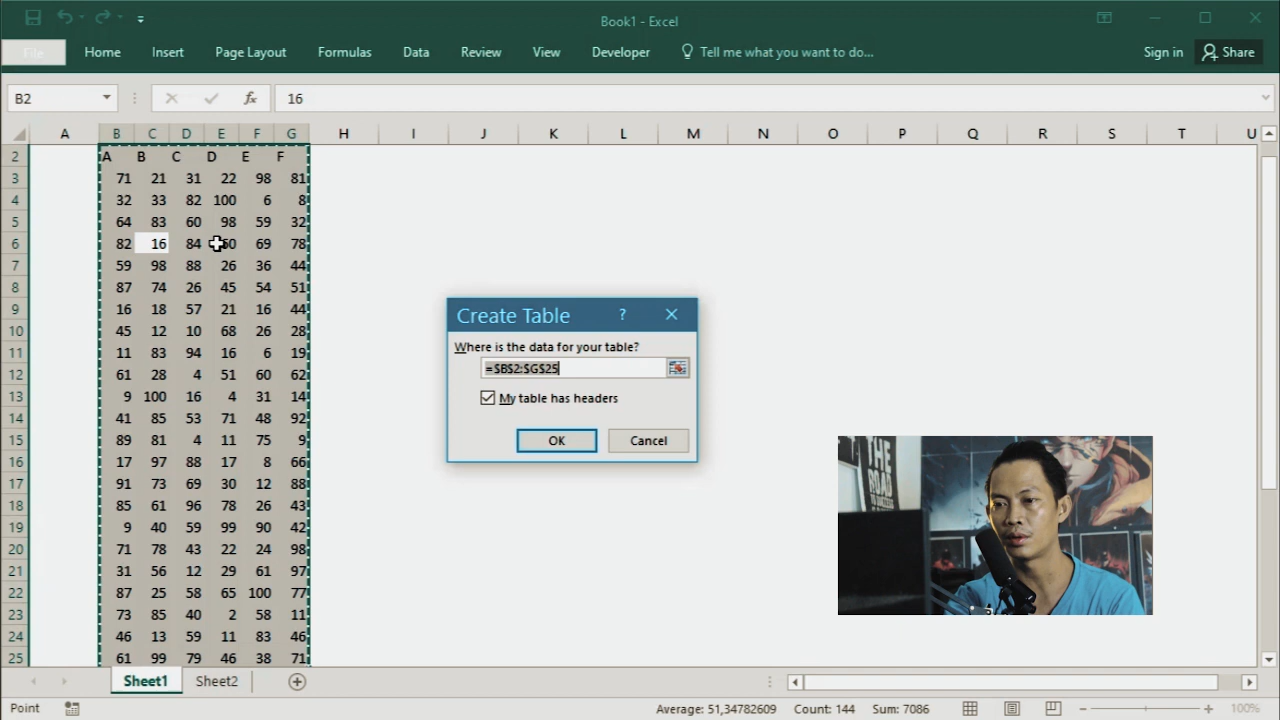 Book1 - Excel
File Home Insert Page Layout Formulas Data Review View Developer Tell me what you want to do... Sign in Share
B2 fx 16
A B C D E F G H I J K L M N O P Q R S T U
2 A B C D E F
3 71 21 31 22 98 81
4 32 33 82 100 6 8
5 64 83 60 98 59 32
6 82 16 84 60 69 78
7 59 98 88 26 36 44
8 87 74 26 45 54 51
9 16 18 57 21 16 44
10 45 12 10 68 26 28
11 11 83 94 16 6 19
12 61 28 4 51 60 62
13 9 100 16 4 31 14
14 41 85 53 71 48 92
15 89 81 4 11 75 9
16 17 97 88 17 8 66
17 91 73 69 30 12 88
18 85 61 96 78 26 43
19 9 40 59 99 90 42
20 71 78 43 22 24 98
21 31 56 12 29 61 97
22 87 25 58 65 100 77
23 73 85 40 2 58 11
24 46 13 59 11 83 46
25 61 99 79 46 38 71
Create Table ?
Where is the data for your table?
=$B$2:$G$25
My table has headers
OK Cancel
THE
ROAD
TO SUCCESS
Sheet1 Sheet2
Point Average: 51,34782609 Count: 144 Sum: 7086 100%